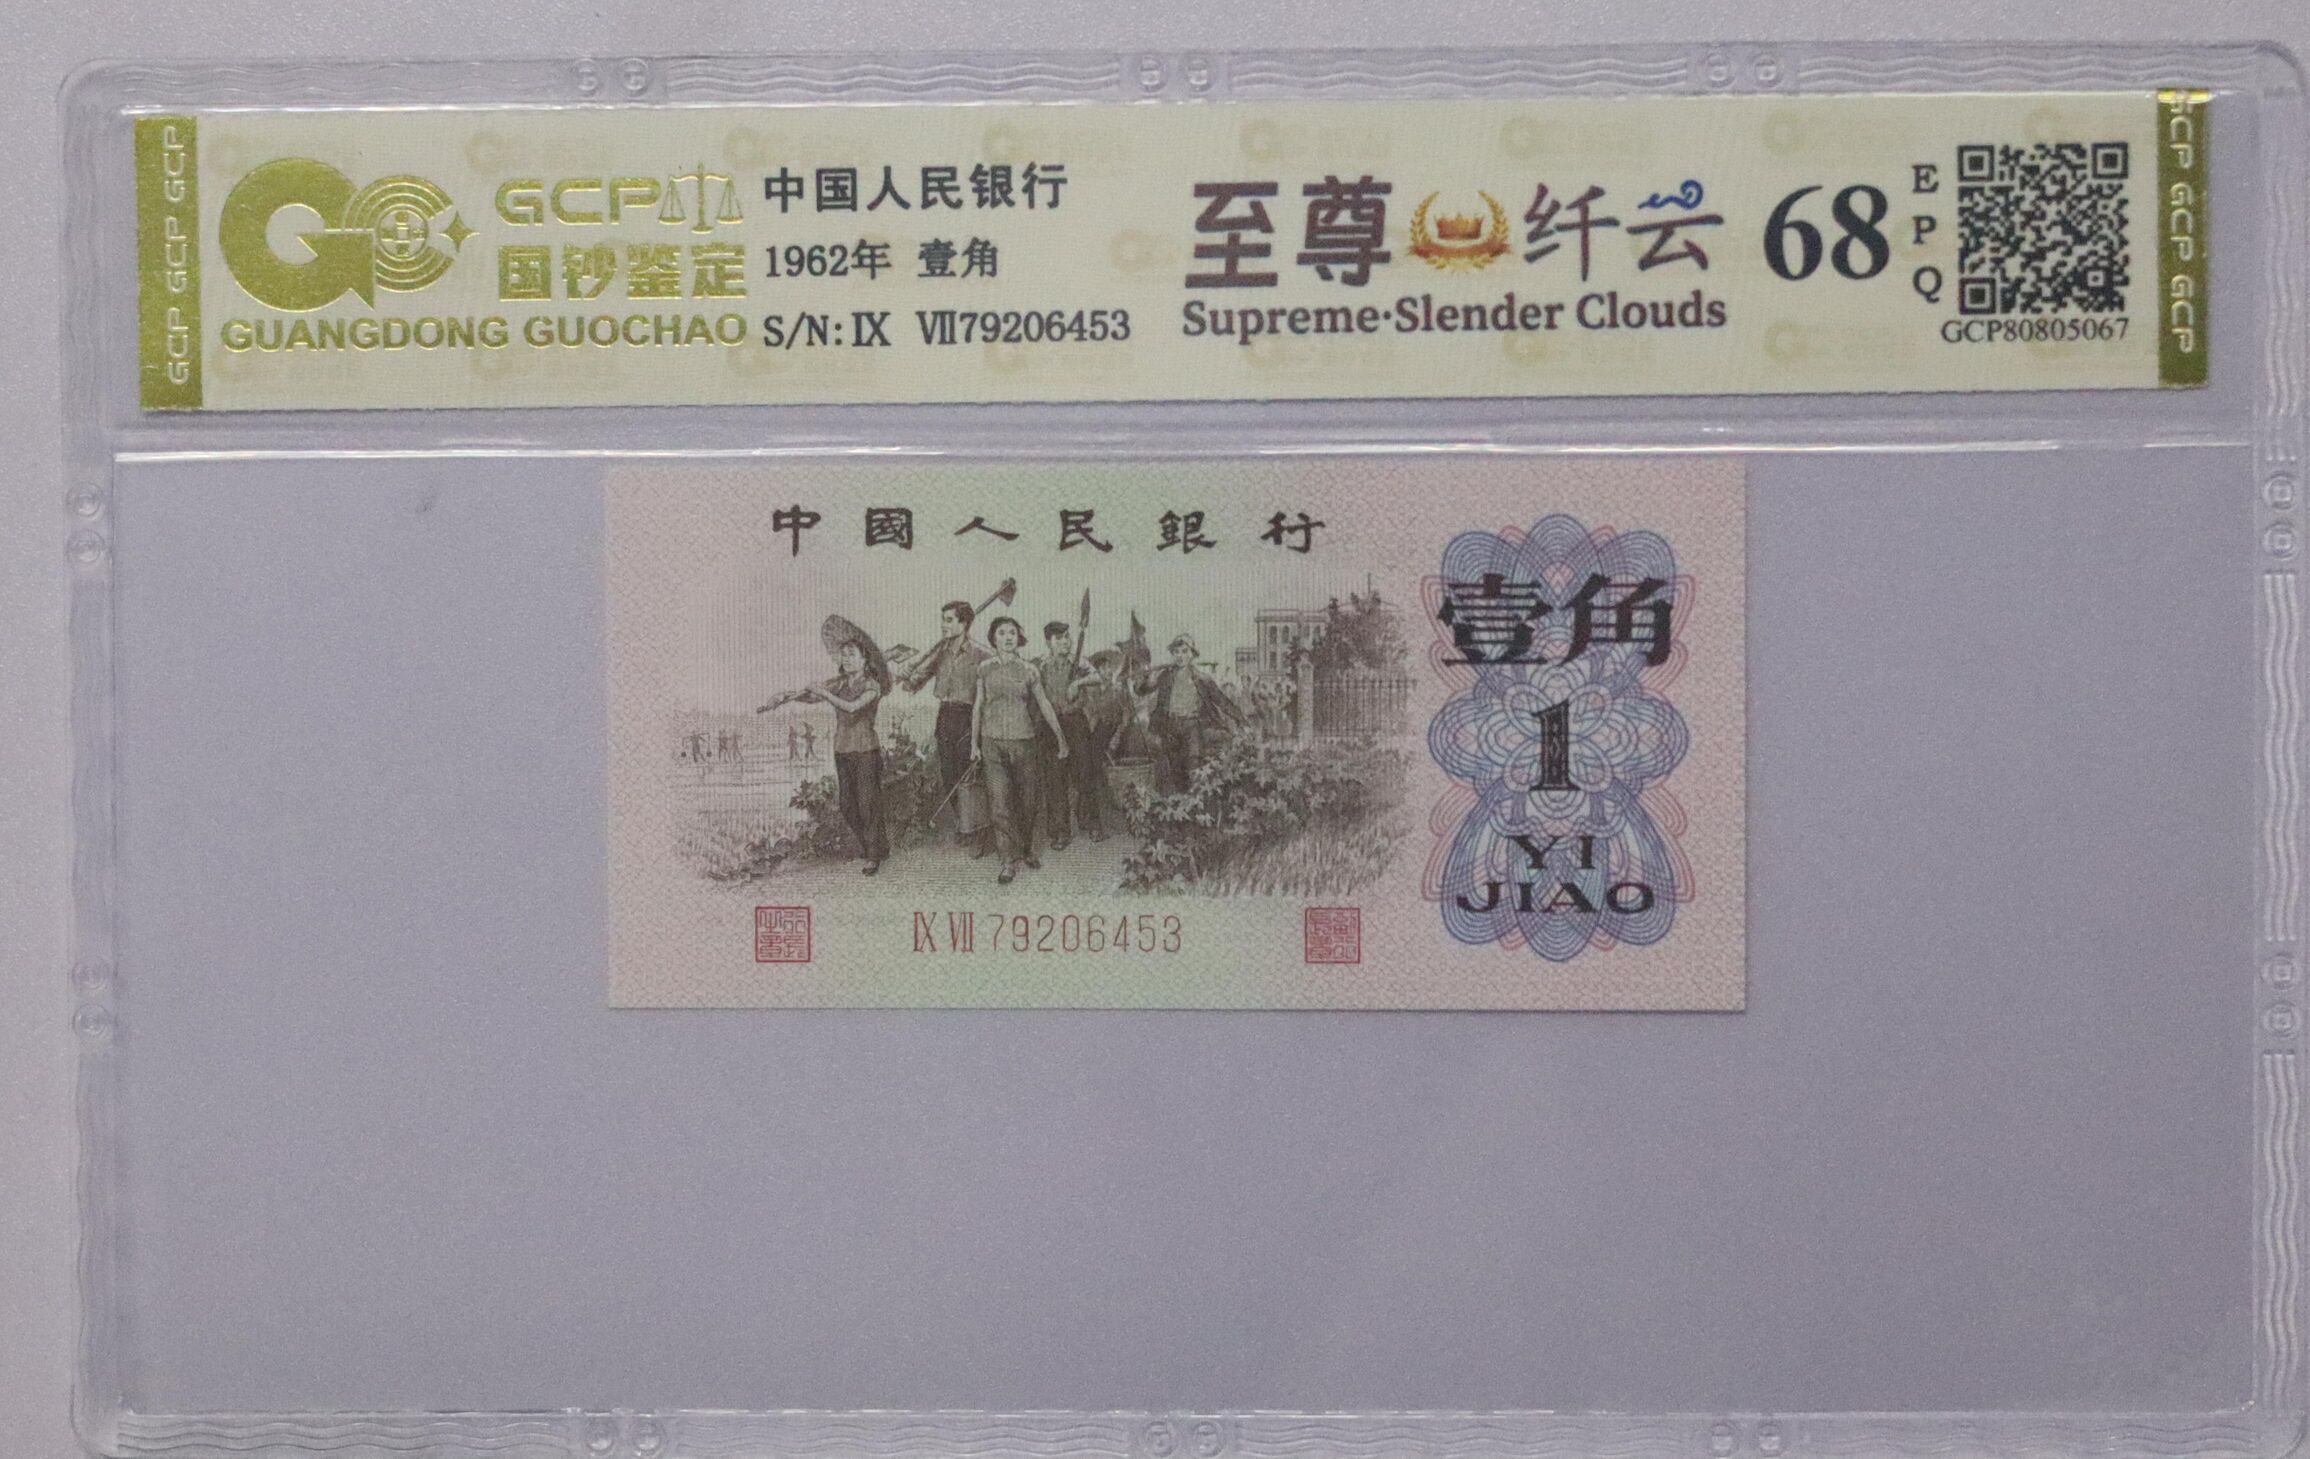 GCP GCP GCP
GCP
国钞鉴定
GUANGDONG GUOCHAO
中国人民银行
1962年 壹角
S/N: Ⅸ Ⅶ79206453
至尊 纤云
Supreme·Slender Clouds
68
EPQ
GCP80805067
GCP GCP GCP
中國人民銀行
壹角
1
YI
JIAO
Ⅸ Ⅶ 79206453